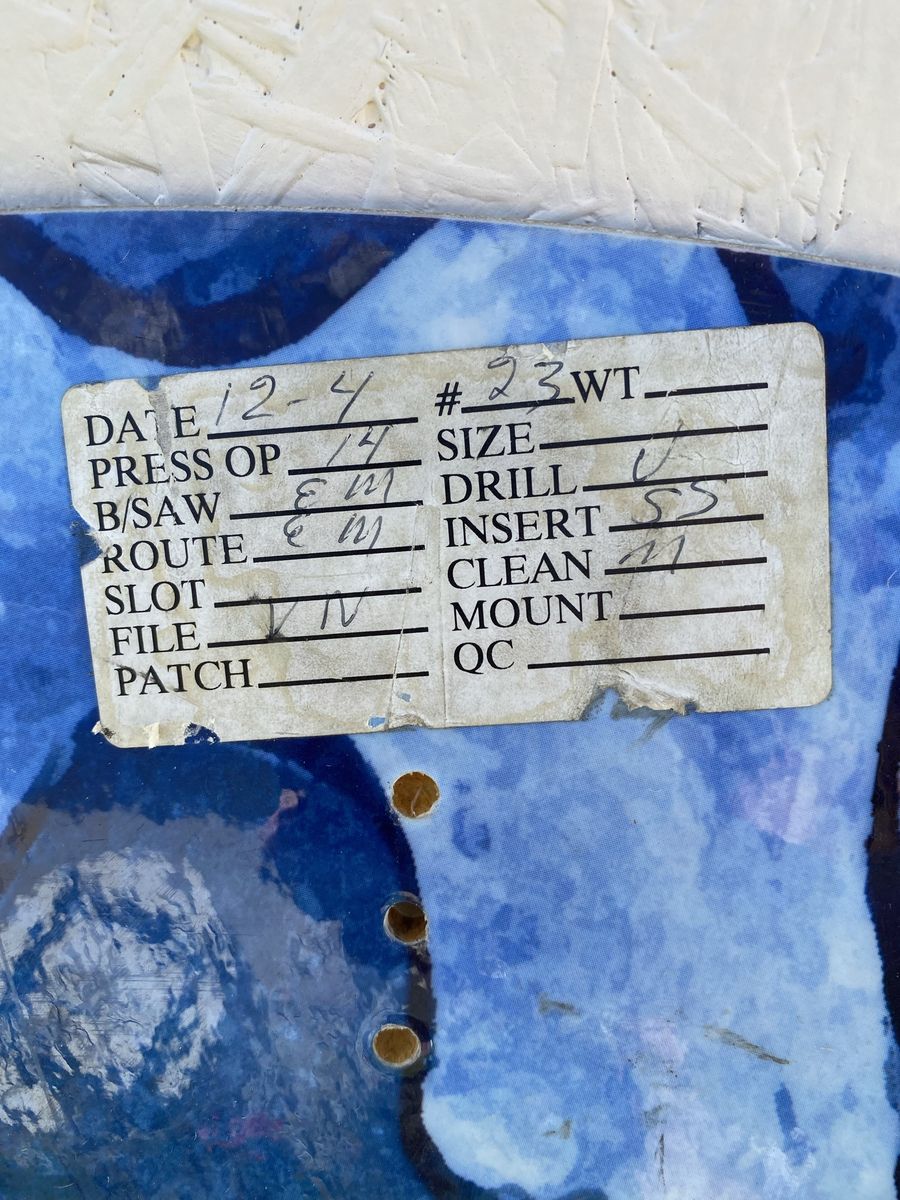 DATE 12-4 # 23 WT
PRESS OP 14 SIZE
B/SAW EM DRILL U
ROUTE EM INSERT SS
SLOT CLEAN M
FILE VN MOUNT
PATCH QC